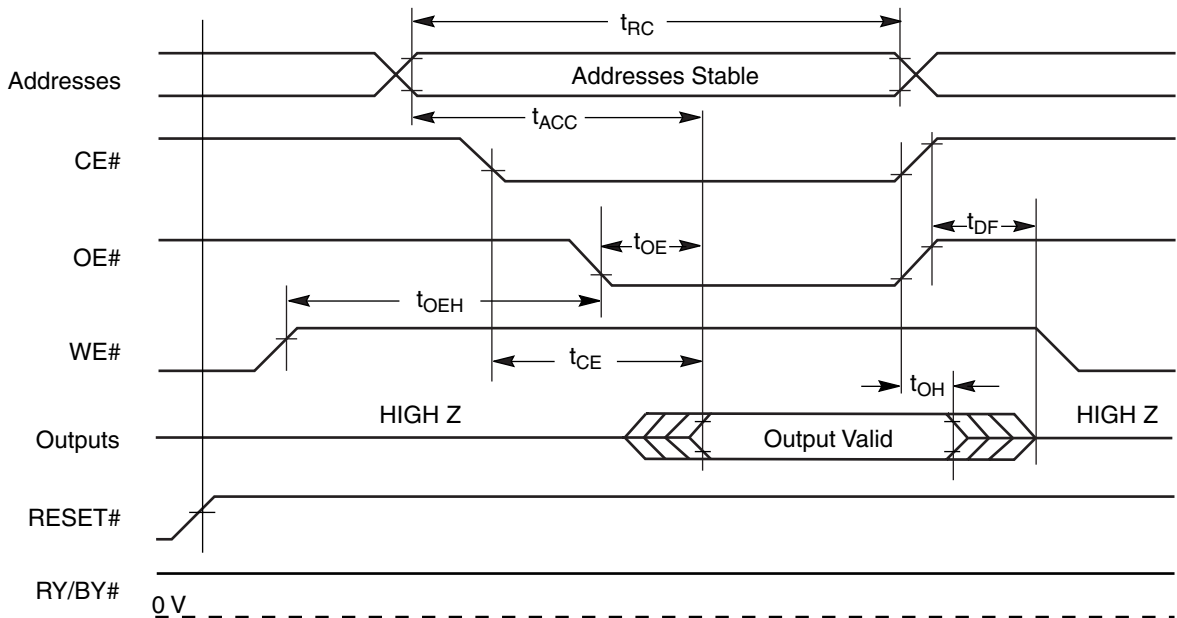 tRC
Addresses
Addresses Stable
tACC
CE#
tDF
OE#
tOE
tOEH
WE#
tCE
tOH
HIGH Z
HIGH Z
Outputs
Output Valid
RESET#
RY/BY#
0 V